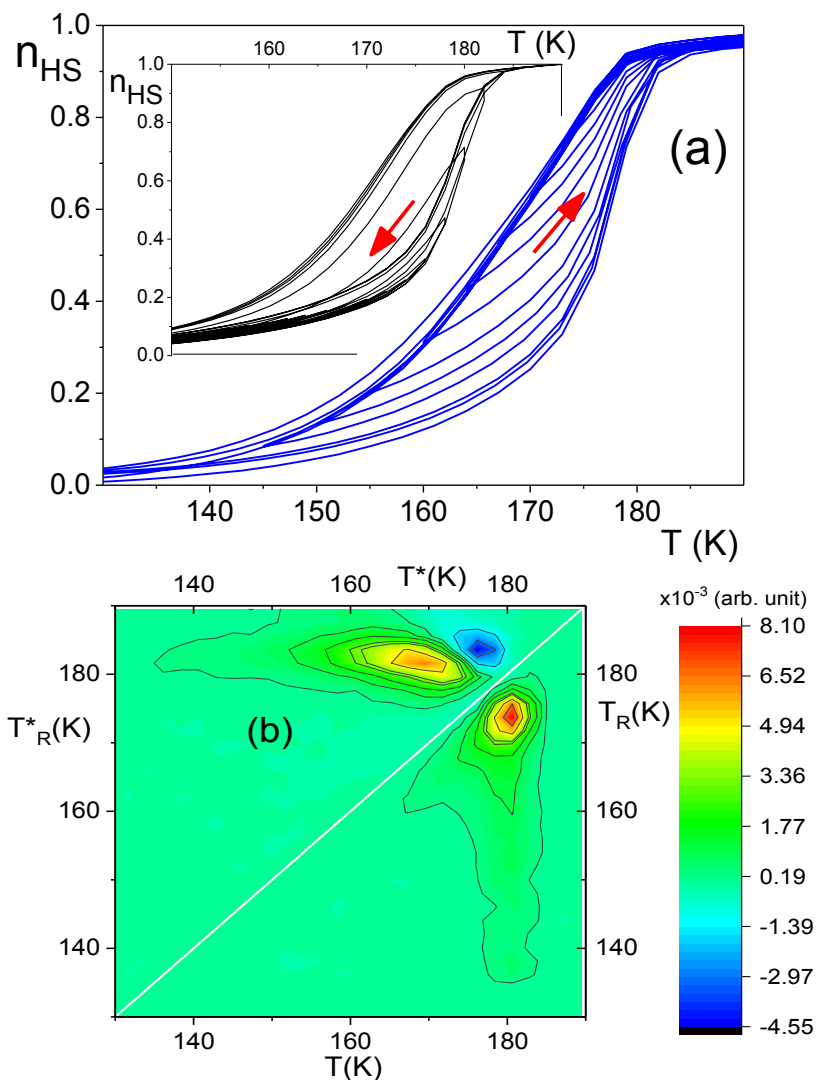 1.0
n_HS
0.8
0.6
0.4
0.2
0.0
140 150 160 170 180
T (K)
160 170 180 T (K)
n_HS
1.0
0.8
0.6
0.4
0.2
0.0
(a)
140 160 180
T*(K)
180
T*_R(K)
160
140
(b)
180
T_R(K)
160
140
140 160 180
T(K)
x10^-3 (arb. unit)
8.10
6.52
4.94
3.36
1.77
0.19
-1.39
-2.97
-4.55